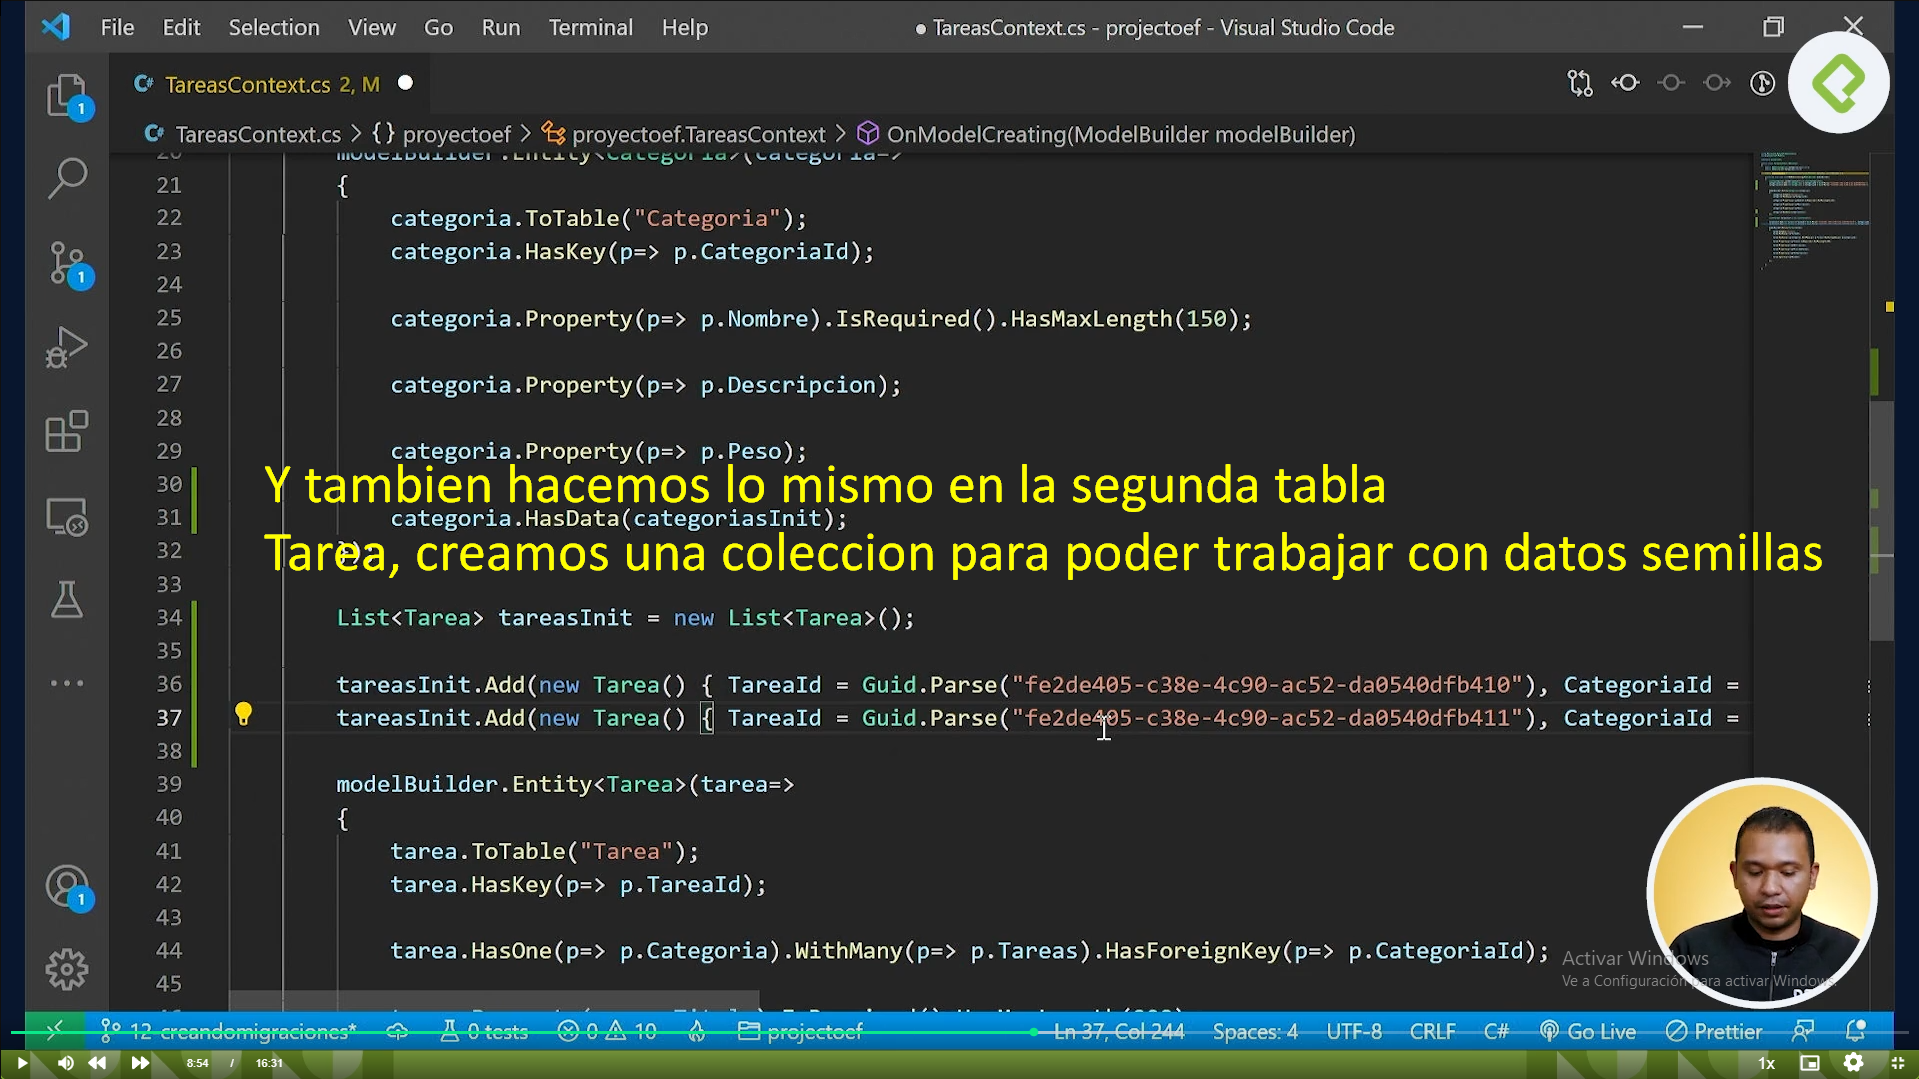 File Edit Selection View Go Run Terminal Help
● TareasContext.cs - projectoef - Visual Studio Code
TareasContext.cs 2, M
TareasContext.cs > {} proyectoef > proyectoef.TareasContext > OnModelCreating(ModelBuilder modelBuilder)
20 modelBuilder.Entity<Categoria>(categoria=>
21 {
22 categoria.ToTable("Categoria");
23 categoria.HasKey(p=> p.CategoriaId);
24
25 categoria.Property(p=> p.Nombre).IsRequired().HasMaxLength(150);
26
27 categoria.Property(p=> p.Descripcion);
28
29 categoria.Property(p=> p.Peso);
30
Y tambien hacemos lo mismo en la segunda tabla
31 categoria.HasData(categoriasInit);
32 });
Tarea, creamos una coleccion para poder trabajar con datos semillas
33
34 List<Tarea> tareasInit = new List<Tarea>();
35
36 tareasInit.Add(new Tarea() { TareaId = Guid.Parse("fe2de405-c38e-4c90-ac52-da0540dfb410"), CategoriaId =
37 tareasInit.Add(new Tarea() { TareaId = Guid.Parse("fe2de405-c38e-4c90-ac52-da0540dfb411"), CategoriaId =
38
39 modelBuilder.Entity<Tarea>(tarea=>
40 {
41 tarea.ToTable("Tarea");
42 tarea.HasKey(p=> p.TareaId);
43
44 tarea.HasOne(p=> p.Categoria).WithMany(p=> p.Tareas).HasForeignKey(p=> p.CategoriaId);
45
Activar Windows
Ve a Configuración para activar Windows.
12-creandomigraciones* 0 tests 0 10 projectoef Ln 37, Col 244 Spaces: 4 UTF-8 CRLF C# Go Live Prettier
8:54 / 16:31 1x
1
1
1